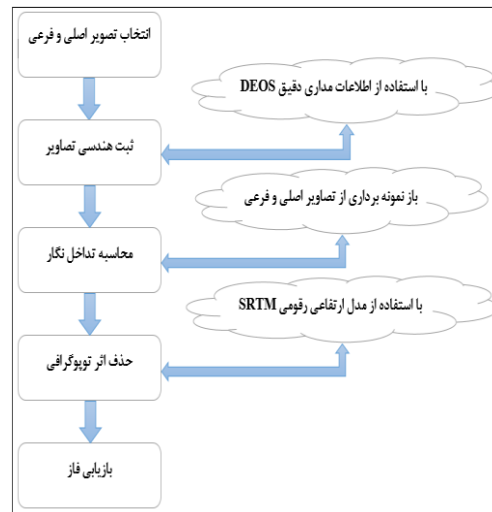 انتخاب تصویر اصلی و فرعی
با استفاده از اطلاعات مداری دقیق DEOS
ثبت هندسی تصاویر
باز نمونه برداری از تصاویر اصلی و فرعی
محاسبه تداخل نگار
با استفاده از مدل ارتفاعی رقومی SRTM
حذف اثر توپوگرافی
بازیابی فاز